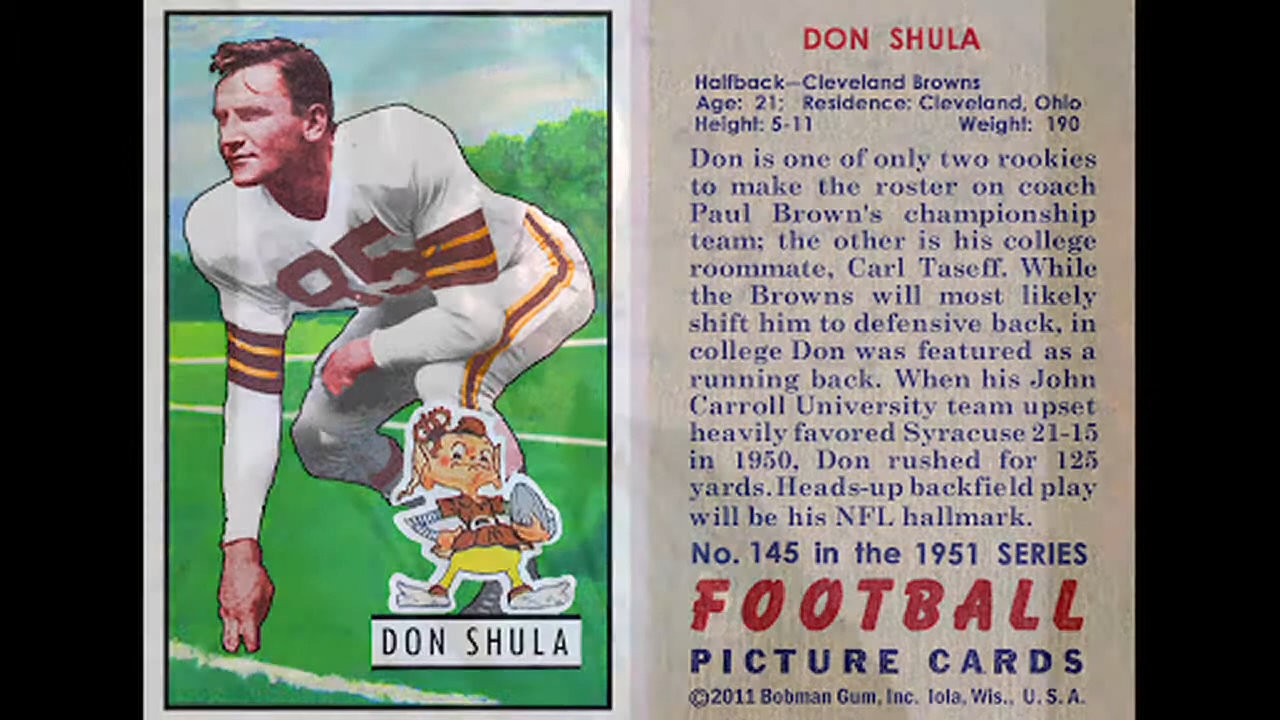 95
DON SHULA
DON SHULA
Halfback—Cleveland Browns
Age: 21; Residence: Cleveland, Ohio
Height: 5-11 Weight: 190
Don is one of only two rookies
to make the roster on coach
Paul Brown's championship
team; the other is his college
roommate, Carl Taseff. While
the Browns will most likely
shift him to defensive back, in
college Don was featured as a
running back. When his John
Carroll University team upset
heavily favored Syracuse 21-15
in 1950, Don rushed for 125
yards. Heads-up backfield play
will be his NFL hallmark.
No. 145 in the 1951 SERIES
FOOTBALL
PICTURE CARDS
©2011 Bobman Gum, Inc. Iola, Wis., U. S. A.